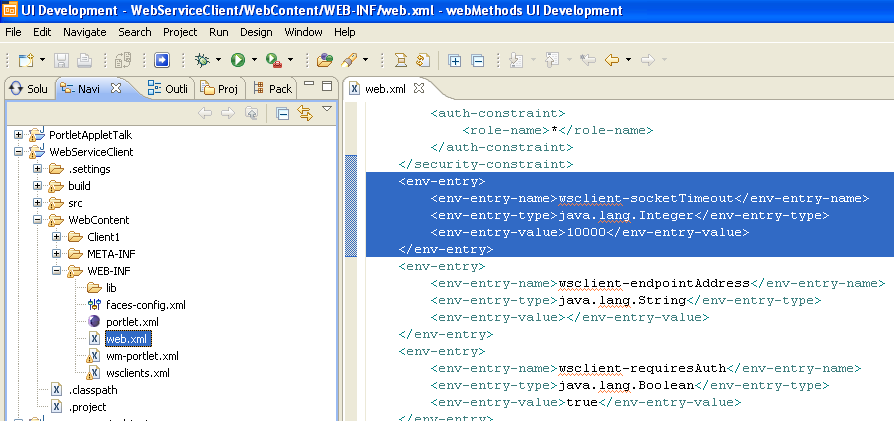 UI Development - WebServiceClient/WebContent/WEB-INF/web.xml - webMethods UI Development
File Edit Navigate Search Project Run Design Window Help
Solu Navi Outli Proj Pack
PortletAppletTalk
WebServiceClient
.settings
build
src
WebContent
Client1
META-INF
WEB-INF
lib
faces-config.xml
portlet.xml
web.xml
wm-portlet.xml
wsclients.xml
.classpath
.project
web.xml
<auth-constraint>
<role-name>*</role-name>
</auth-constraint>
</security-constraint>
<env-entry>
<env-entry-name>wsclient-socketTimeout</env-entry-name>
<env-entry-type>java.lang.Integer</env-entry-type>
<env-entry-value>10000</env-entry-value>
</env-entry>
<env-entry>
<env-entry-name>wsclient-endpointAddress</env-entry-name>
<env-entry-type>java.lang.String</env-entry-type>
<env-entry-value></env-entry-value>
</env-entry>
<env-entry>
<env-entry-name>wsclient-requiresAuth</env-entry-name>
<env-entry-type>java.lang.Boolean</env-entry-type>
<env-entry-value>true</env-entry-value>
</env-entry>